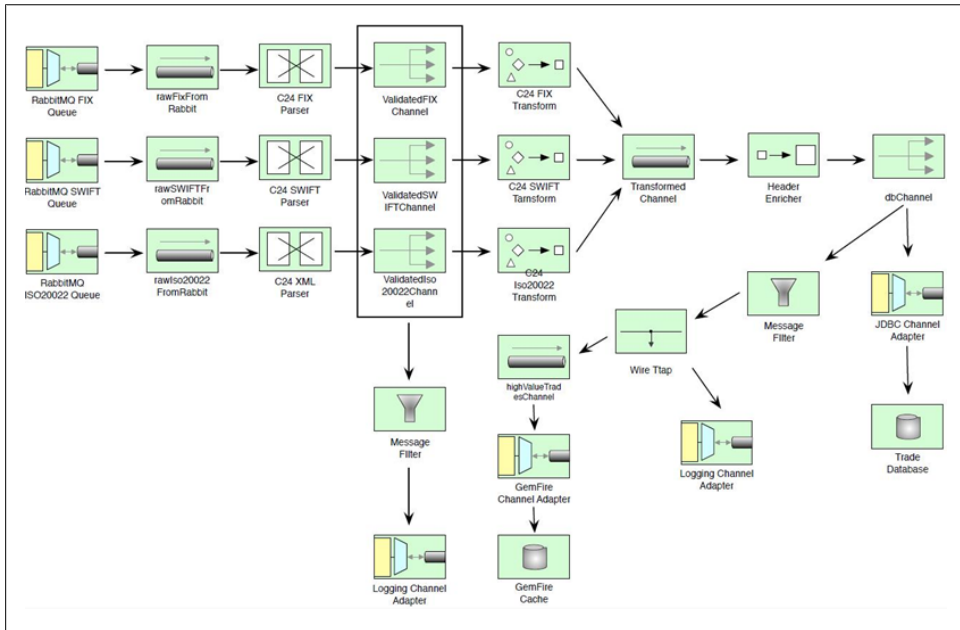 RabbitMQ FIX
Queue
rawFixFrom
Rabbit
C24 FIX
Parser
ValidatedFIX
Channel
C24 FIX
Transform
RabbitMQ SWIFT
Queue
rawSWIFTFr
omRabbit
C24 SWIFT
Parser
ValidatedSW
IFTChannel
C24 SWIFT
Tarnsform
Transformed
Channel
Header
Enricher
dbChannel
RabbitMQ
ISO20022 Queue
rawIso20022
FromRabbit
C24 XML
Parser
ValidatedIso
20022Chann
el
C24
Iso20022
Transform
Message
FIlter
JDBC Channel
Adapter
Wire Ttap
highValueTrad
esChannel
Message
FIlter
GemFire
Channel Adapter
Logging Channel
Adapter
Trade
Database
Logging Channel
Adapter
GemFire
Cache